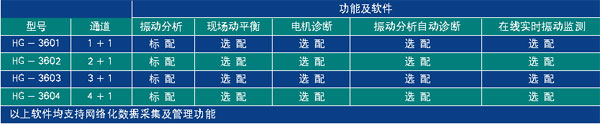 功能及软件
型号 通道 振动分析 现场动平衡 电机诊断 振动分析自动诊断 在线实时振动监测
HG－3601 1＋1 标 配 选 配 选 配 选 配 选 配
HG－3602 2＋1 标 配 选 配 选 配 选 配 选 配
HG－3603 3＋1 标 配 选 配 选 配 选 配 选 配
HG－3604 4＋1 标 配 选 配 选 配 选 配 选 配
以上软件均支持网络化数据采集及管理功能